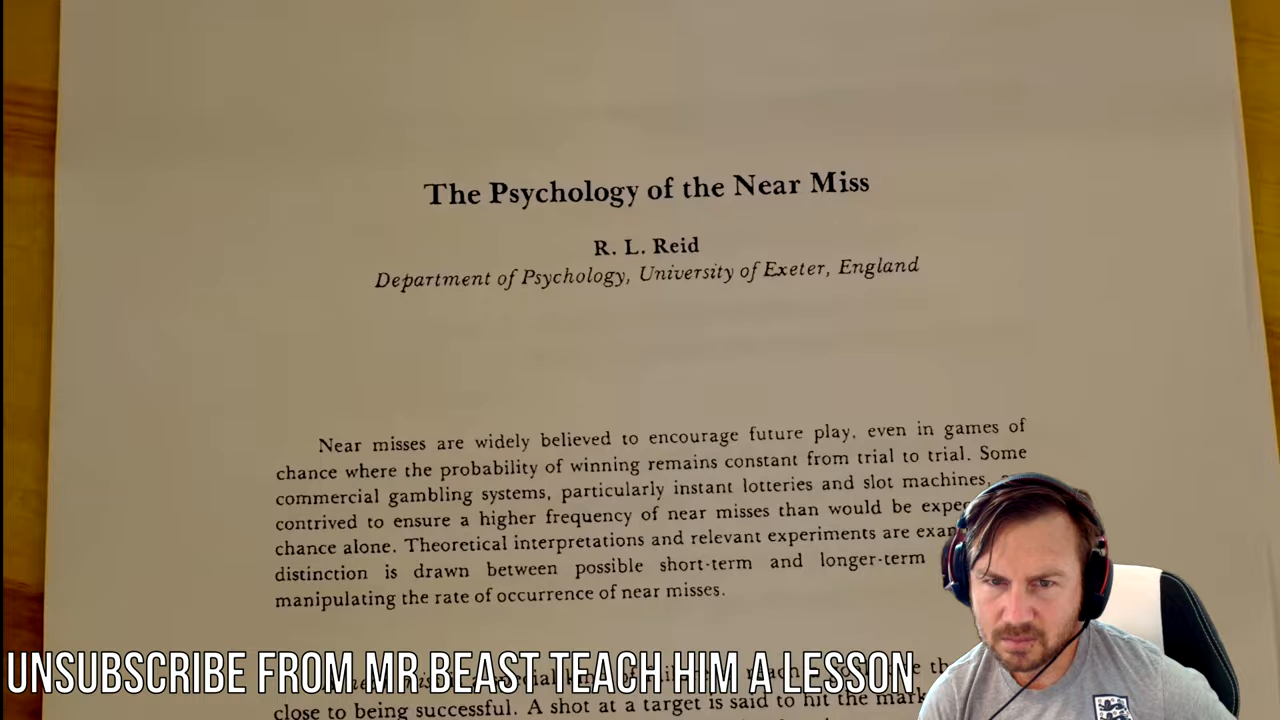 The Psychology of the Near Miss
R. L. Reid
Department of Psychology, University of Exeter, England
Near misses are widely believed to encourage future play, even in games of
chance where the probability of winning remains constant from trial to trial. Some
commercial gambling systems, particularly instant lotteries and slot machines,
contrived to ensure a higher frequency of near misses than would be
chance alone. Theoretical interpretations and relevant experiments are
distinction is drawn between possible short-term and longer-term
manipulating the rate of occurrence of near misses.
UNSUBSCRIBE FROM MR BEAST TEACH HIM A LESSON
close to being successful. A shot at a target is said to hit the mark